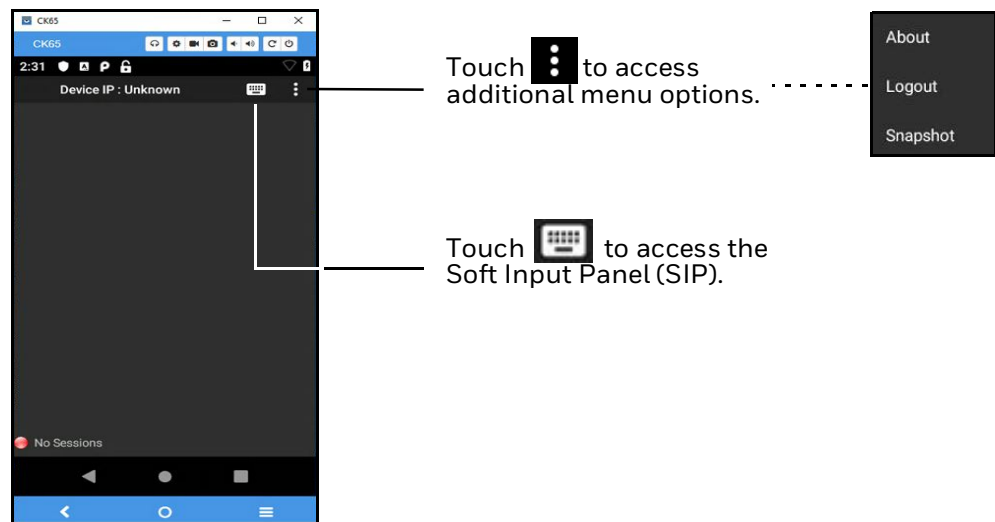 CK65
CK65
2:31
Device IP : Unknown
No Sessions
Touch to access
additional menu options.
About
Logout
Snapshot
Touch to access the
Soft Input Panel (SIP).